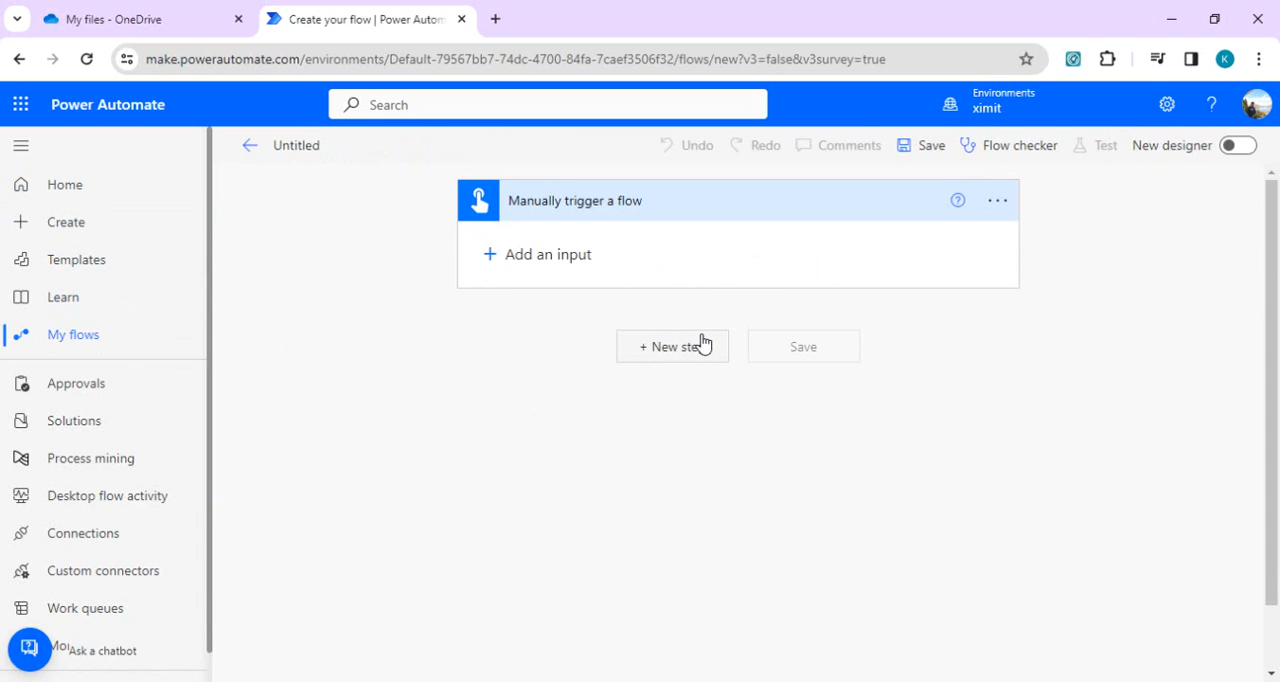 My files - OneDrive
Create your flow | Power Autom
make.powerautomate.com/environments/Default-79567bb7-74dc-4700-84fa-7caef3506f32/flows/new?v3=false&v3survey=true
K
Power Automate
Search
Environments
ximit
Untitled
Undo
Redo
Comments
Save
Flow checker
Test
New designer
Home
Create
Templates
Learn
My flows
Approvals
Solutions
Process mining
Desktop flow activity
Connections
Custom connectors
Work queues
Ask a chatbot
Manually trigger a flow
+ Add an input
+ New ste
Save